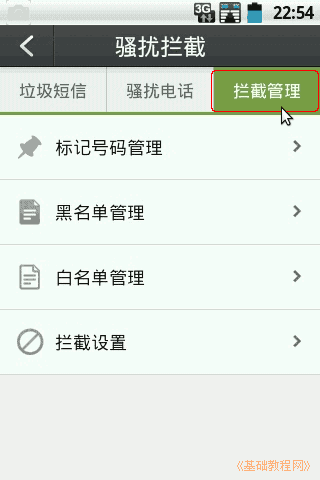 3G 22:54
骚扰拦截
垃圾短信 骚扰电话 拦截管理
标记号码管理
黑名单管理
白名单管理
拦截设置
《基础教程网》